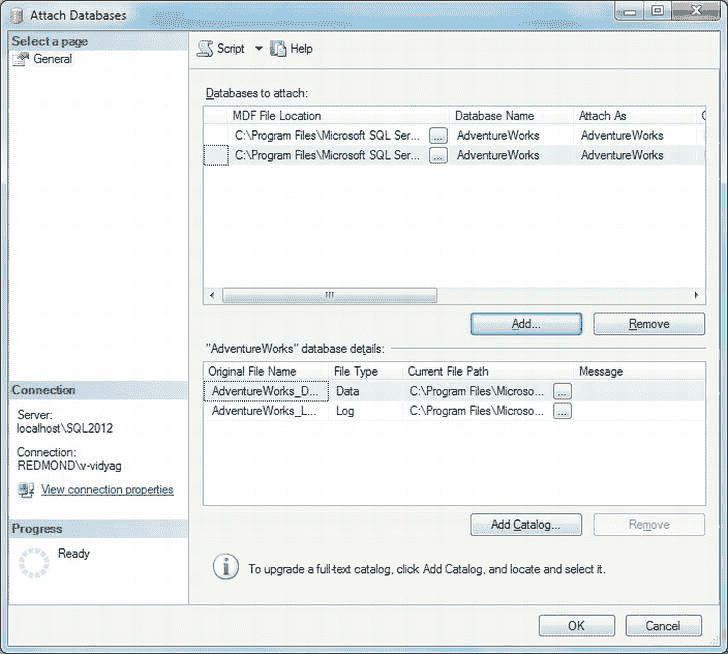 Attach Databases
Select a page
General
Script Help
Databases to attach:
MDF File Location Database Name Attach As
C:\Program Files\Microsoft SQL Ser... ... AdventureWorks AdventureWorks
C:\Program Files\Microsoft SQL Ser... ... AdventureWorks AdventureWorks
Add... Remove
"AdventureWorks" database details:
Original File Name File Type Current File Path Message
AdventureWorks_D... Data C:\Program Files\Microso... ...
AdventureWorks_L... Log C:\Program Files\Microso... ...
Connection
Server:
localhost\SQL2012
Connection:
REDMOND\v-vidyag
View connection properties
Progress
Ready
Add Catalog... Remove
To upgrade a full-text catalog, click Add Catalog, and locate and select it.
OK Cancel